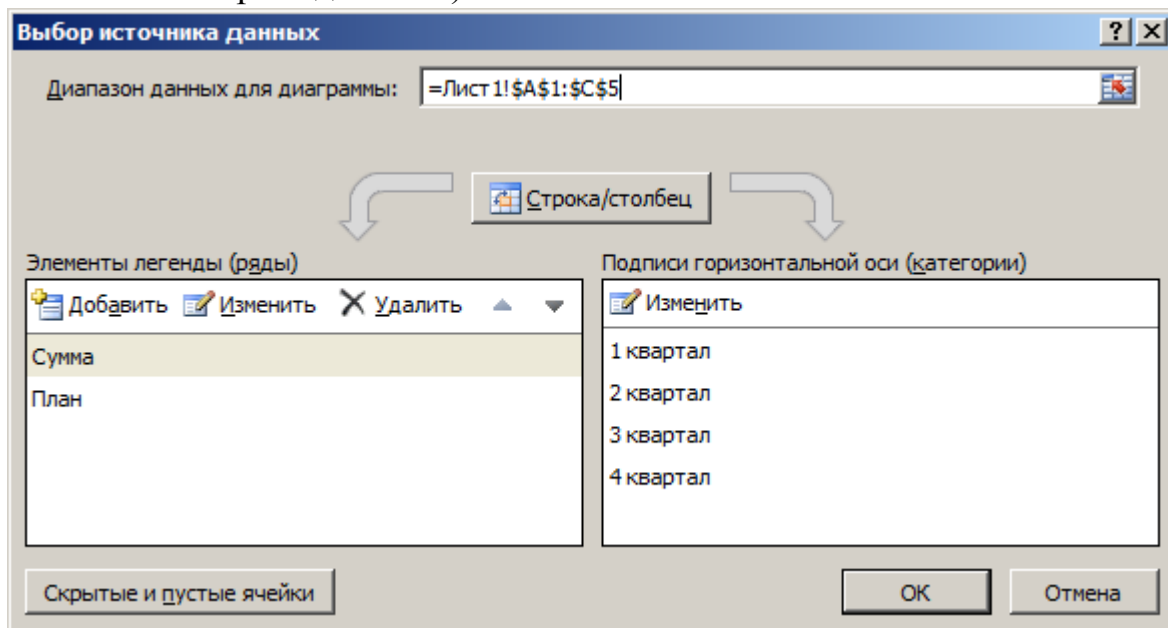 Выбор источника данных
Диапазон данных для диаграммы: =Лист1!$A$1:$C$5
Строка/столбец
Элементы легенды (ряды)
Подписи горизонтальной оси (категории)
Добавить Изменить Удалить
Изменить
Сумма
План
1 квартал
2 квартал
3 квартал
4 квартал
Скрытые и пустые ячейки
ОК
Отмена